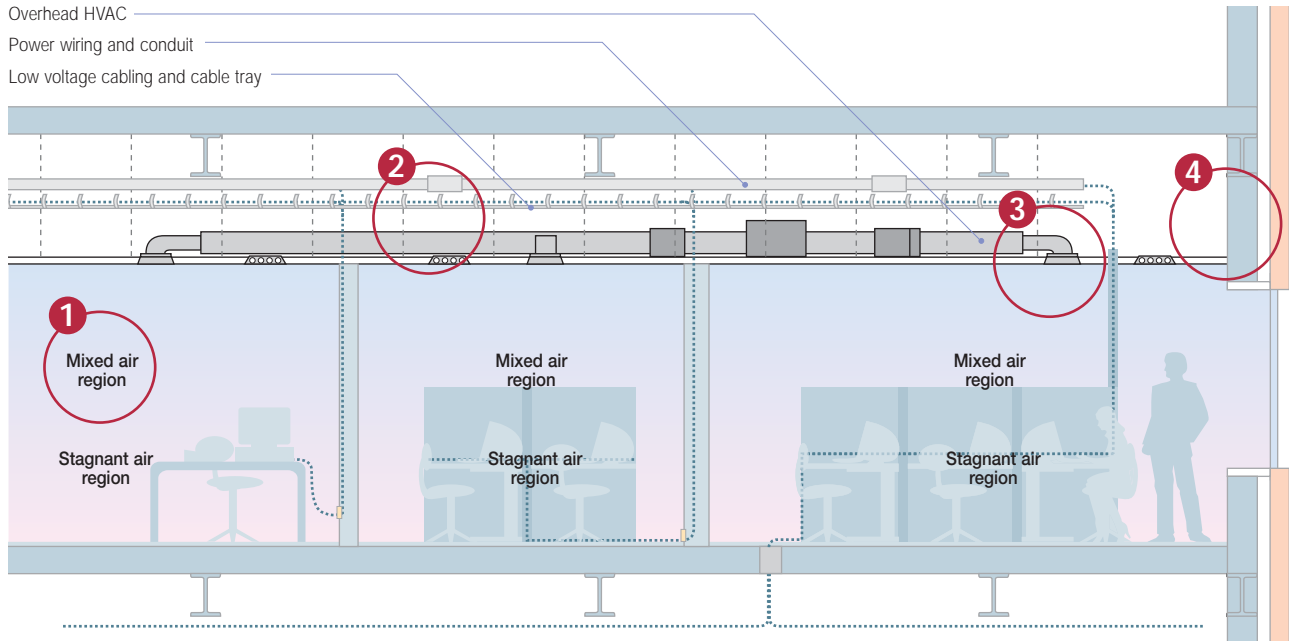 Overhead HVAC
Power wiring and conduit
Low voltage cabling and cable tray
2
4
3
1
Mixed air
region
Mixed air
region
Mixed air
region
Stagnant air
region
Stagnant air
region
Stagnant air
region